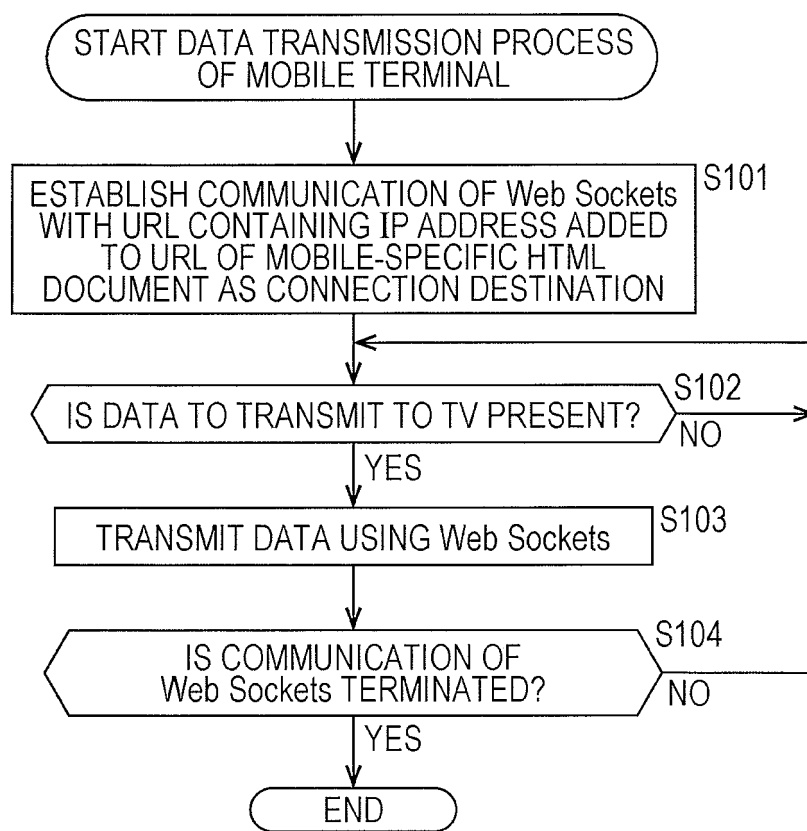 START DATA TRANSMISSION PROCESS
OF MOBILE TERMINAL
S101
ESTABLISH COMMUNICATION OF Web Sockets
WITH URL CONTAINING IP ADDRESS ADDED
TO URL OF MOBILE-SPECIFIC HTML
DOCUMENT AS CONNECTION DESTINATION
S102
IS DATA TO TRANSMIT TO TV PRESENT?
NO
YES
S103
TRANSMIT DATA USING Web Sockets
S104
IS COMMUNICATION OF
Web Sockets TERMINATED?
NO
YES
END